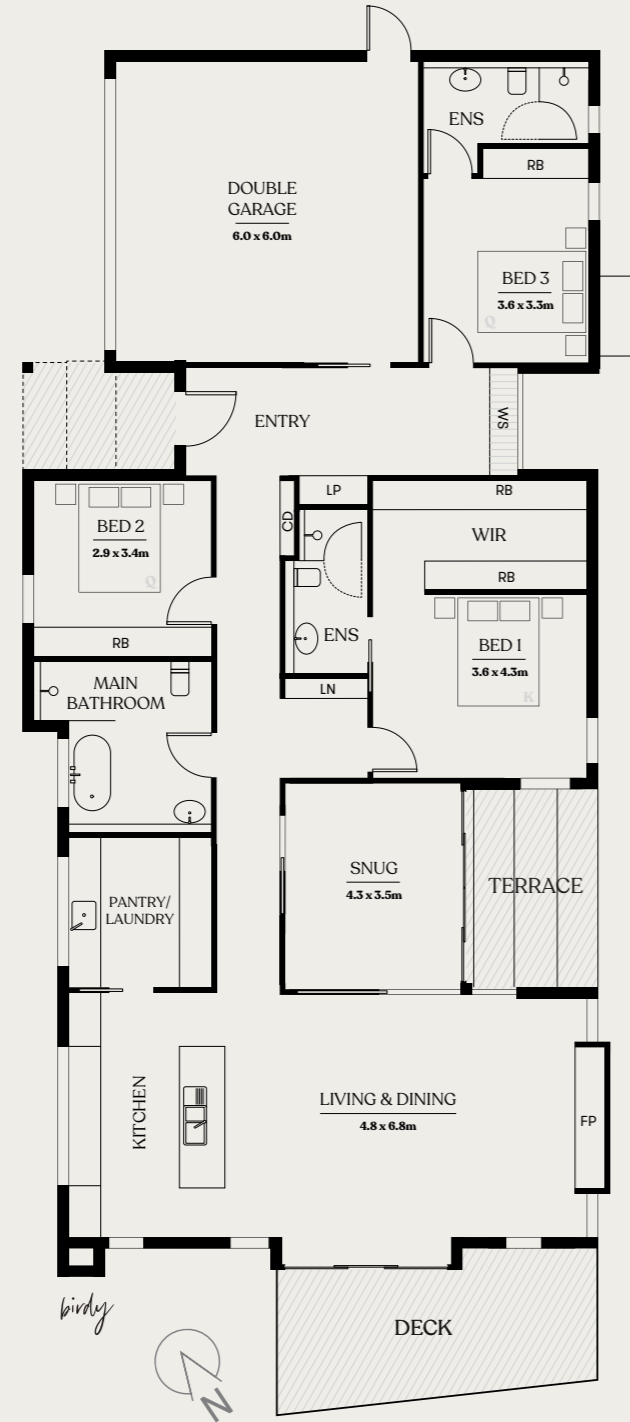 ENS
RB
DOUBLE
GARAGE
6.0 x 6.0m
BED 3
3.6 x 3.3m
Q
ENTRY
WS
LP
RB
CD
BED 2
2.9 x 3.4m
Q
WIR
RB
ENS
BED 1
3.6 x 4.3m
K
RB
MAIN
BATHROOM
LN
SNUG
4.3 x 3.5m
TERRACE
PANTRY/
LAUNDRY
KITCHEN
LIVING & DINING
4.8 x 6.8m
FP
birdy
DECK
N